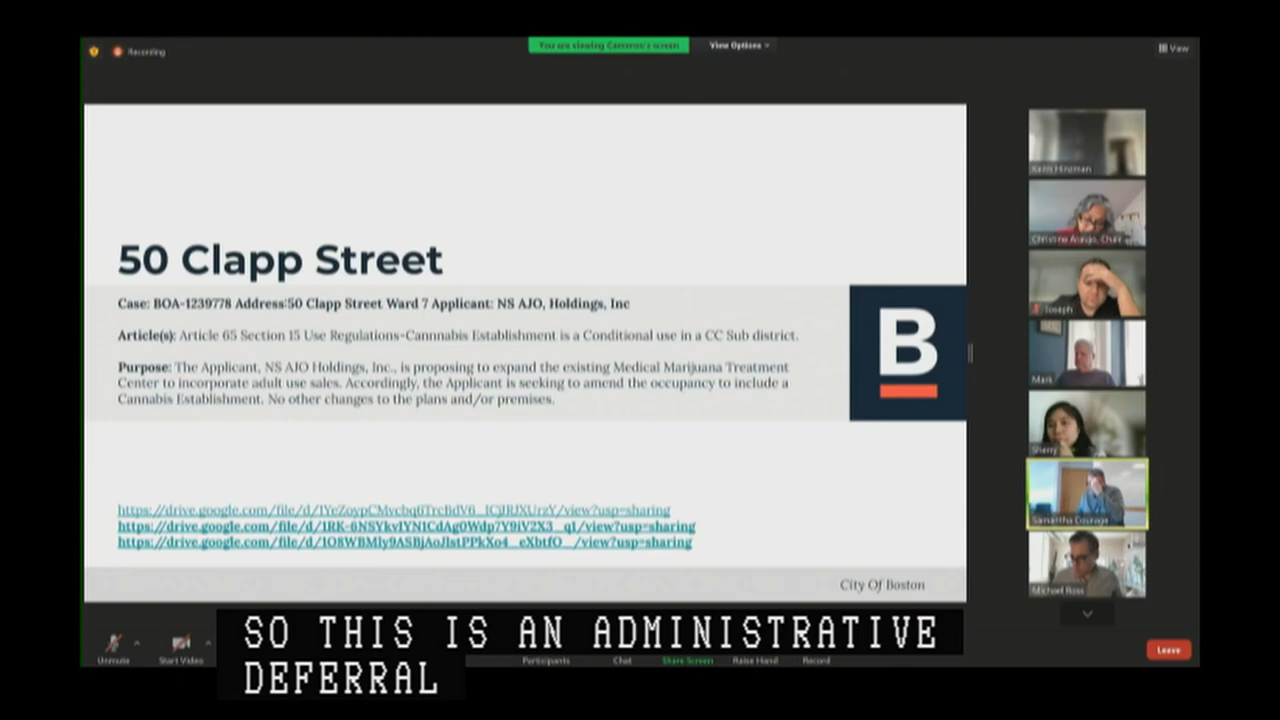 Recording
You are viewing Cameron's screen
View Options
View
50 Clapp Street
Case: BOA-1239778 Address:50 Clapp Street Ward 7 Applicant: NS AJO, Holdings, Inc
Article(s): Article 65 Section 15 Use Regulations-Cannnabis Establishment is a Conditional use in a CC Sub district.
Purpose: The Applicant, NS AJO Holdings, Inc., is proposing to expand the existing Medical Marijuana Treatment
Center to incorporate adult use sales. Accordingly, the Applicant is seeking to amend the occupancy to include a
Cannabis Establishment. No other changes to the plans and/or premises.
B
City Of Boston
Christine Araujo, Chair
Joseph
Mark
Sherry
Samantha Courage
Michael Ross
Unmute
Start Video
Participants
Chat
Share Screen
Raise Hand
Record
Leave
SO THIS IS AN ADMINISTRATIVE
DEFERRAL